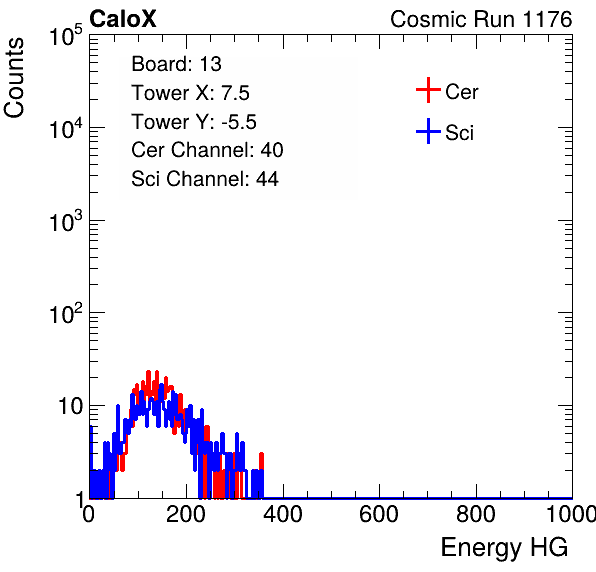 CaloX Cosmic Run 1176
Counts
Board: 13
Tower X: 7.5
Tower Y: -5.5
Cer Channel: 40
Sci Channel: 44
Cer
Sci
10^5
10^4
10^3
10^2
10
1
0 200 400 600 800 1000
Energy HG